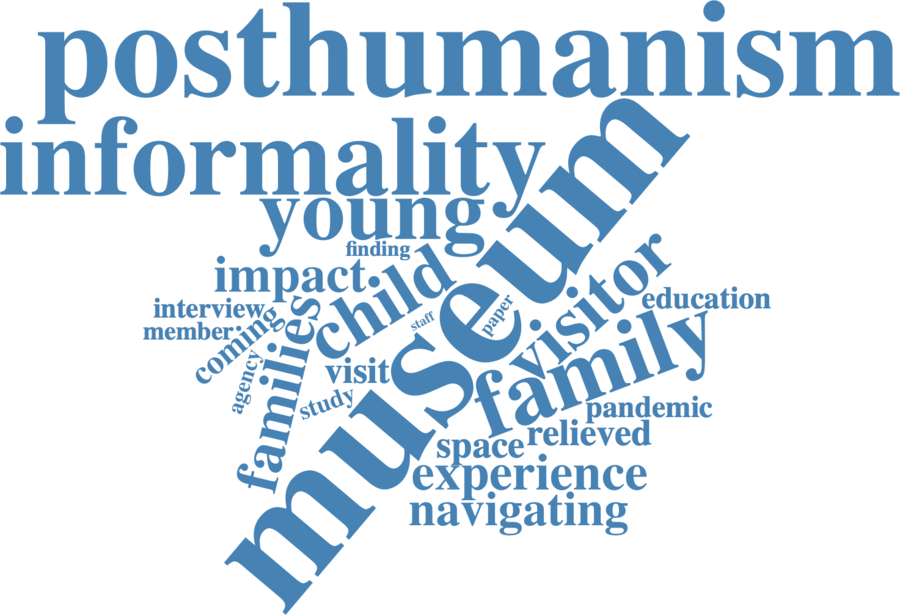 posthumanism
informality
museum
young
finding
child
impact
visitor
education
interview
member
coming
families
staff
paper
family
agency
visit
study
pandemic
relieved
space
experience
navigating